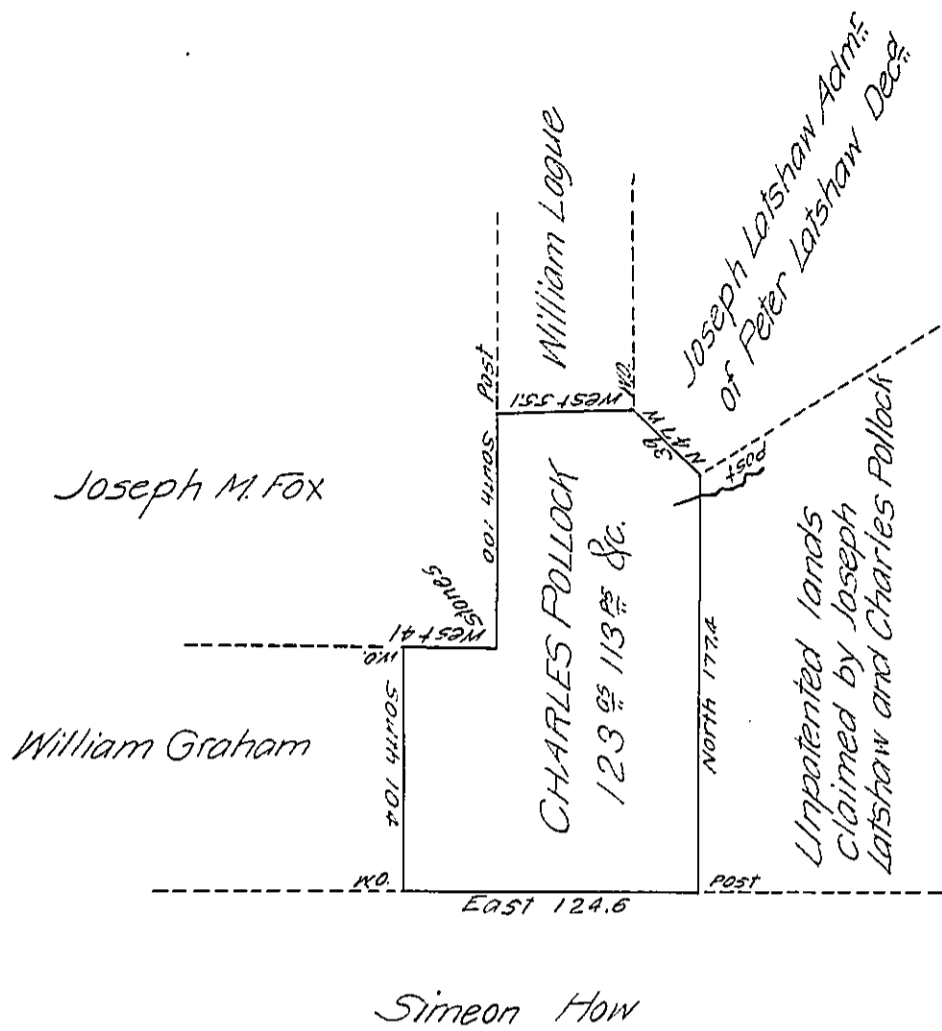 Joseph Latshaw Admr
of Peter Latshaw Decd
William Logue
Post
W.O.
West 55.1
N 47 W
39
Post
Joseph M. Fox
South 100
Stones
West 41
W.O.
CHARLES POLLOCK
123 as 113 ps &c.
North 177.4
Unpatented lands
claimed by Joseph
Latshaw and Charles Pollock
William Graham
South 104
W.O.
Post
East 124.6
Simeon How